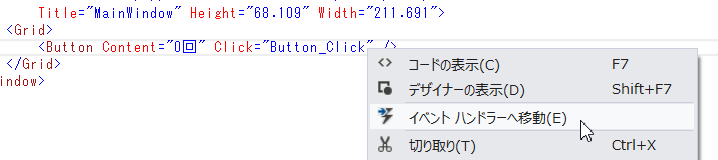 Title="MainWindow" Height="68.109" Width="211.691">
<Grid>
<Button Content="0回" Click="Button_Click" />
</Grid>
indow>
コードの表示(C) F7
デザイナーの表示(D) Shift+F7
イベント ハンドラーへ移動(E)
切り取り(T) Ctrl+X